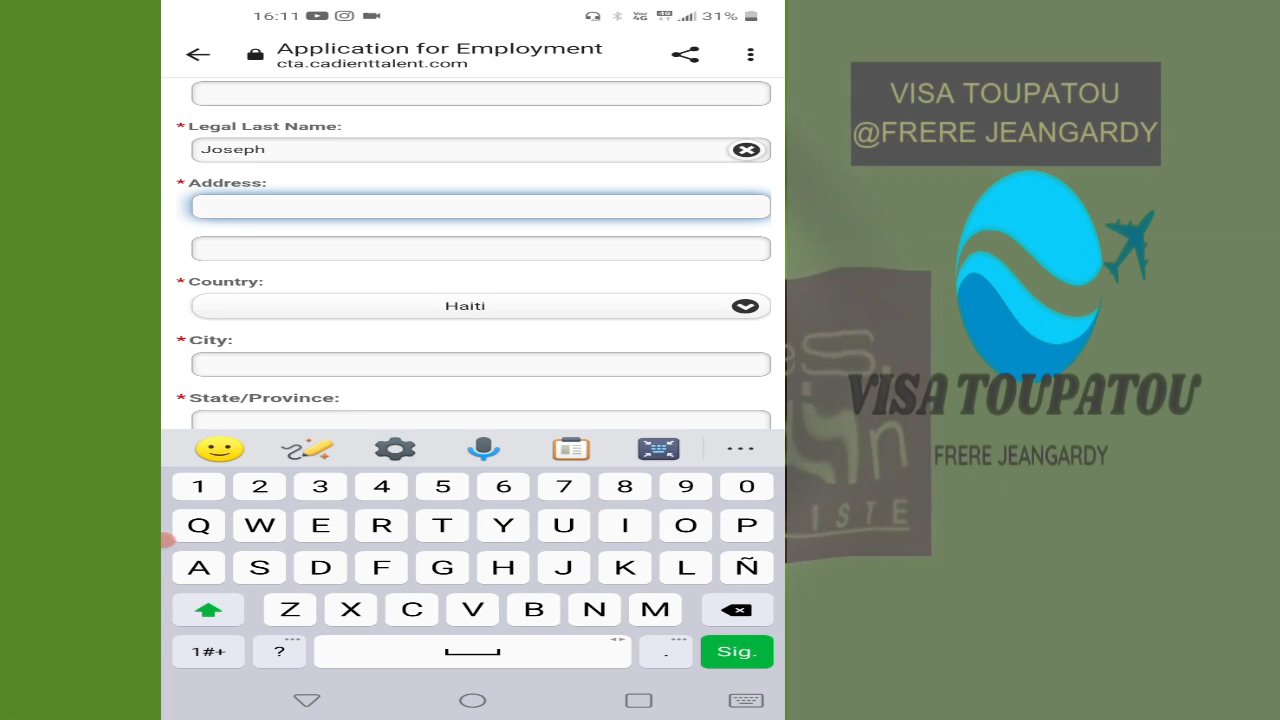 16:11
31%
Application for Employment
cta.cadienttalent.com
* Legal Last Name:
Joseph
* Address:
* Country:
Haiti
* City:
* State/Province:
1 2 3 4 5 6 7 8 9 0
Q W E R T Y U I O P
A S D F G H J K L Ñ
Z X C V B N M
1#+ ? . Sig.
VISA TOUPATOU
@FRERE JEANGARDY
VISA TOUPATOU
FRERE JEANGARDY